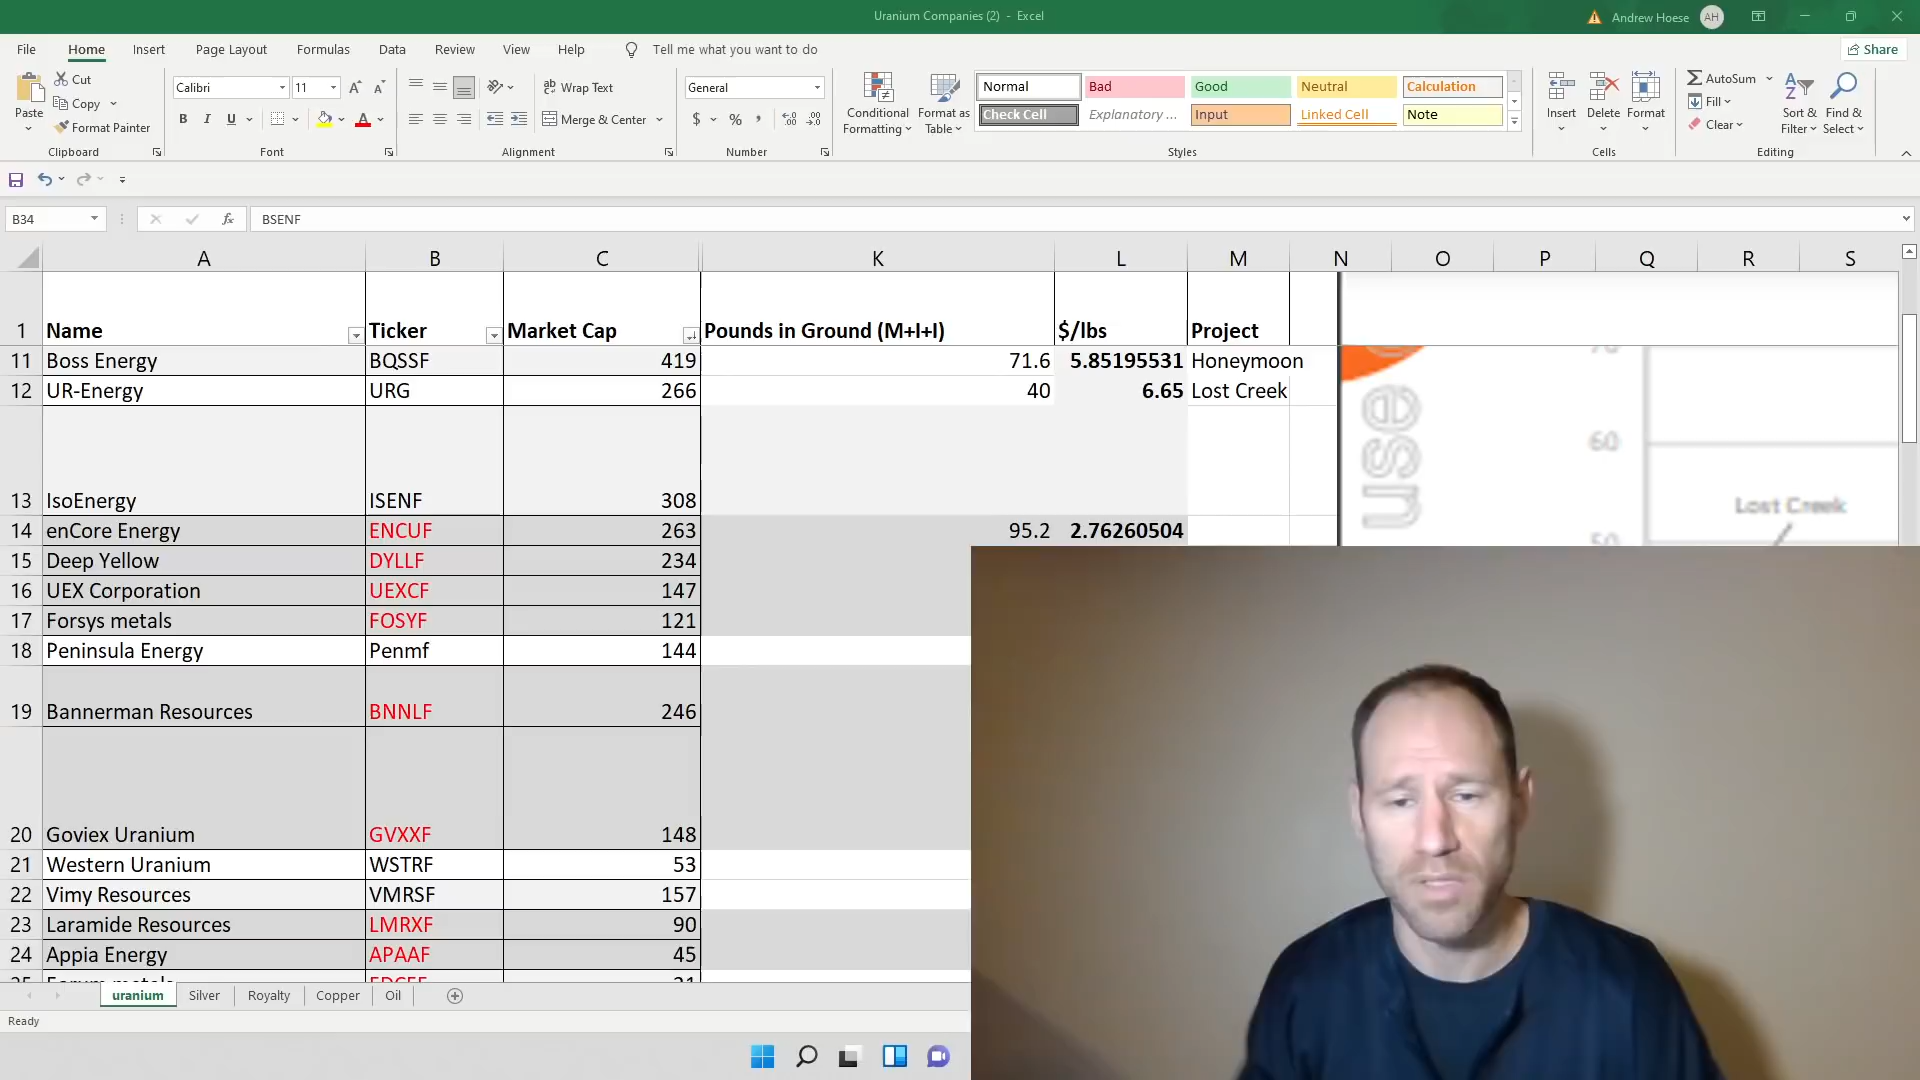 Uranium Companies (2) - Excel
Andrew Hoese AH
File Home Insert Page Layout Formulas Data Review View Help Tell me what you want to do Share
Paste Cut Copy Format Painter Clipboard
Calibri 11 B I U A A A Font
Wrap Text Merge & Center Alignment
General $ % , Number
Conditional Formatting Format as Table
Normal Bad Good Neutral Calculation
Check Cell Explanatory ... Input Linked Cell Note
Styles
Insert Delete Format Cells
AutoSum Fill Clear Sort & Filter Find & Select Editing
B34 fx BSENF
A B C K L M N O P Q R S
1 Name Ticker Market Cap Pounds in Ground (M+I+I) $/lbs Project
11 Boss Energy BQSSF 419 71.6 5.85195531 Honeymoon
12 UR-Energy URG 266 40 6.65 Lost Creek
use
60
13 IsoEnergy ISENF 308
Lost Creek
14 enCore Energy ENCUF 263 95.2 2.76260504
15 Deep Yellow DYLLF 234
16 UEX Corporation UEXCF 147
17 Forsys metals FOSYF 121
18 Peninsula Energy Penmf 144
19 Bannerman Resources BNNLF 246
20 Goviex Uranium GVXXF 148
21 Western Uranium WSTRF 53
22 Vimy Resources VMRSF 157
23 Laramide Resources LMRXF 90
24 Appia Energy APAAF 45
uranium Silver Royalty Copper Oil
Ready